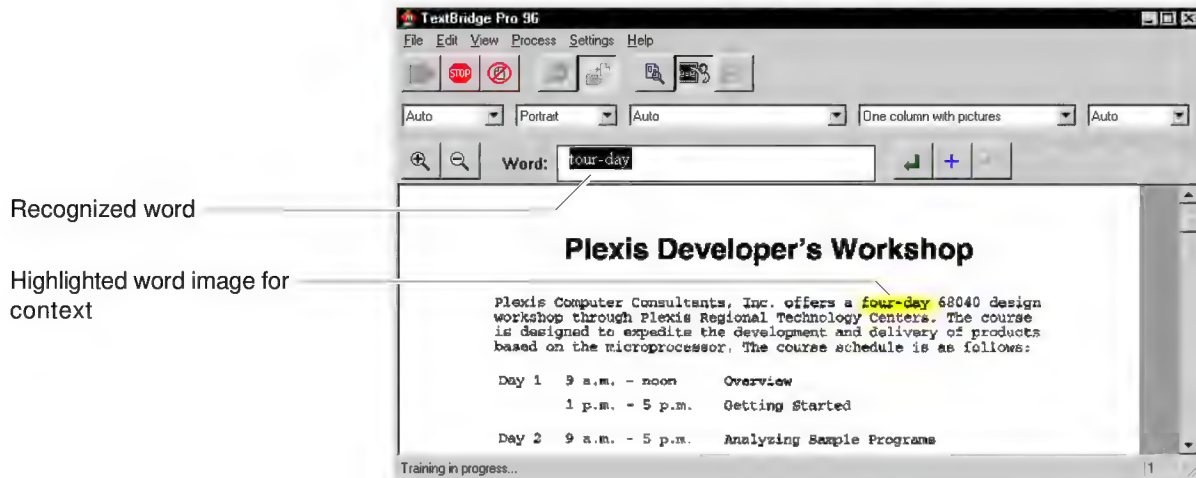 TextBridge Pro 96
File Edit View Process Settings Help
STOP
Auto Portrait Auto One column with pictures Auto
Word: tour-day
Recognized word
Plexis Developer's Workshop
Highlighted word image for
context
Plexis Computer Consultants, Inc. offers a four-day 68040 design
workshop through Plexis Regional Technology Centers. The course
is designed to expedite the development and delivery of products
based on the microprocessor. The course schedule is as follows:
Day 1 9 a.m. - noon Overview
1 p.m. - 5 p.m. Getting Started
Day 2 9 a.m. - 5 p.m. Analyzing Sample Programs
Training in progress... 1